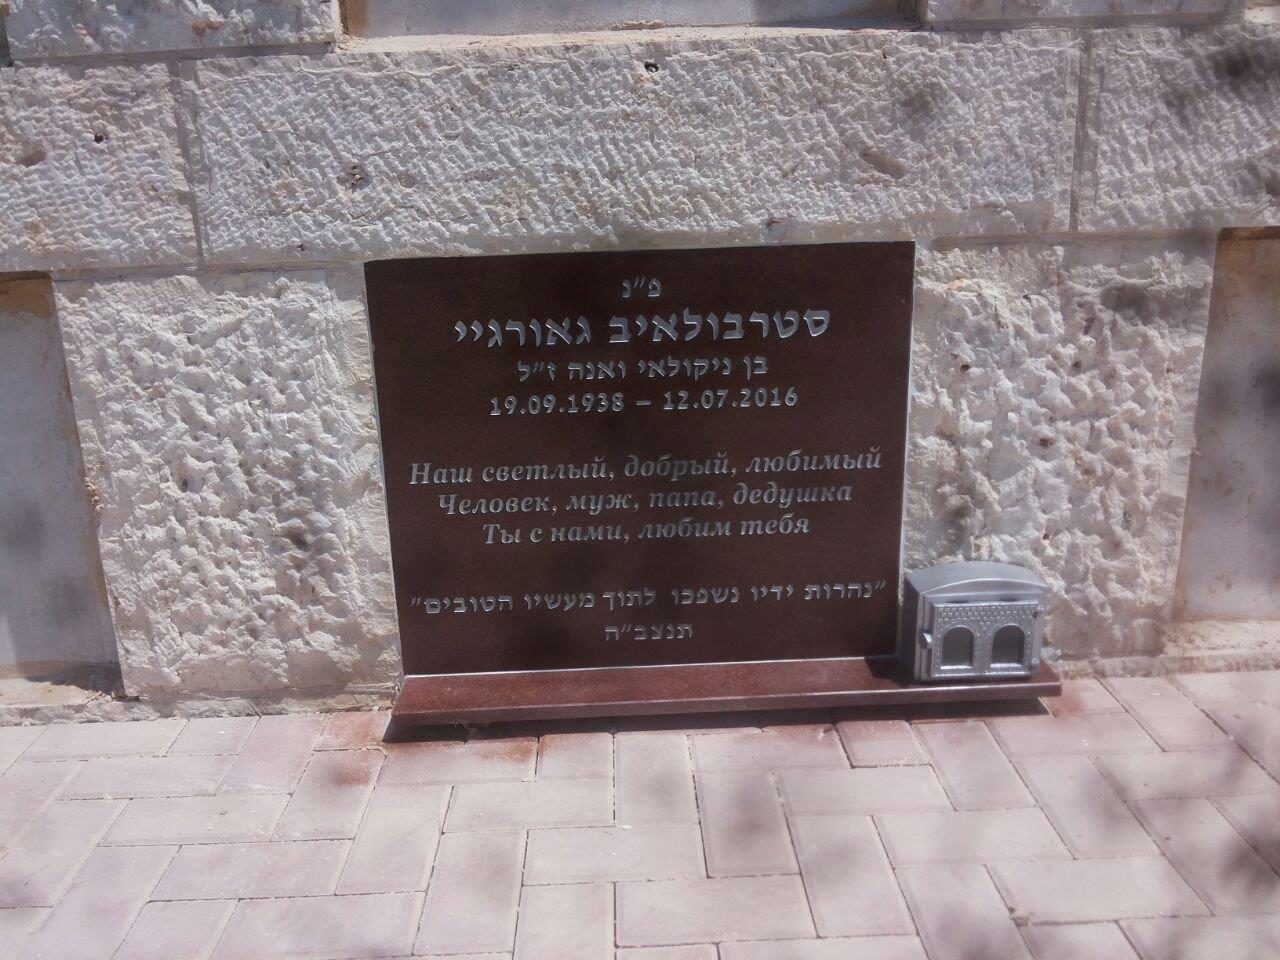 פ״נ
סטרבולאיב גאורגיי
בן ניקולאי ואנה ז״ל
19.09.1938 – 12.07.2016
Наш светлый, добрый, любимый
Человек, муж, папа, дедушка
Ты с нами, любим тебя
"נהרות ידיו נשפכו לתוך מעשיו הטובים"
תנצב״ה